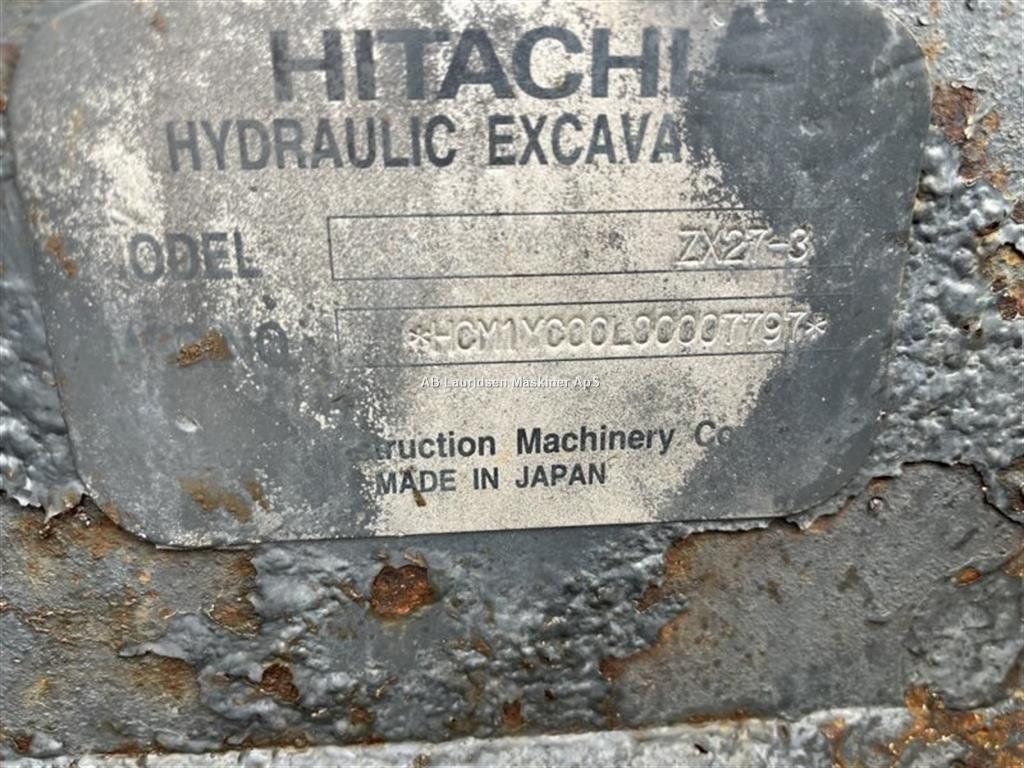 HITACHI
HYDRAULIC EXCAVA
ODEL ZX27-3
*HCM1YC00L00007797*
AB Lauridsen Maskiner ApS
truction Machinery Co
MADE IN JAPAN